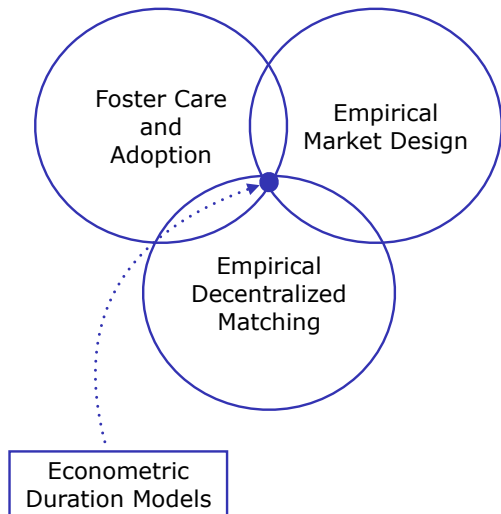 Foster Care
and
Adoption
Empirical
Market Design
Empirical
Decentralized
Matching
Econometric
Duration Models